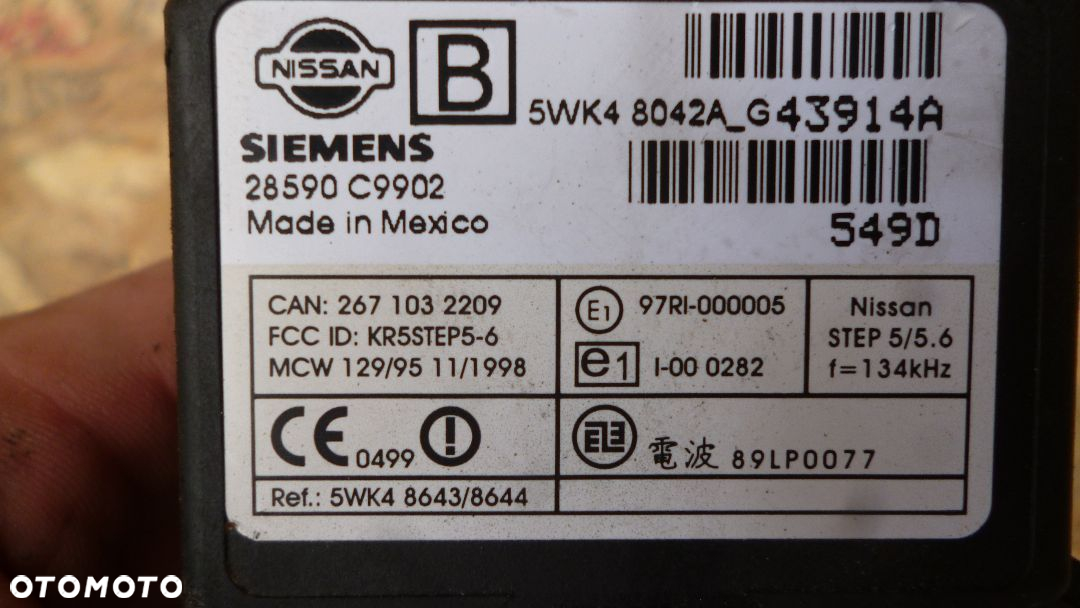 NISSAN
B
5WK4 8042A_G43914A
SIEMENS
28590 C9902
Made in Mexico
549D
CAN: 267 103 2209
FCC ID: KR5STEP5-6
MCW 129/95 11/1998
E1 97RI-000005
e1 I-00 0282
Nissan
STEP 5/5.6
f=134kHz
CE 0499
電波 89LP0077
Ref.: 5WK4 8643/8644
OTOMOTO